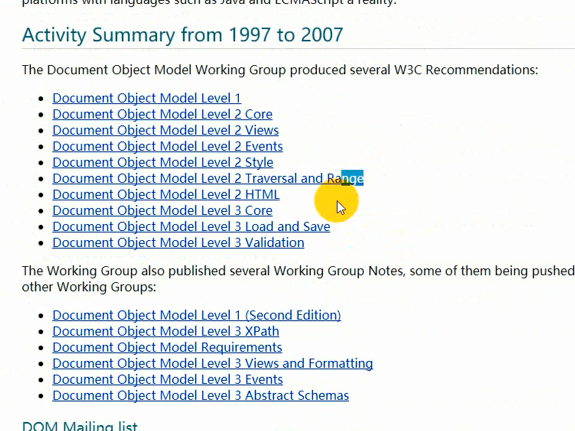 platforms with languages such as Java and ECMAScript a reality.
Activity Summary from 1997 to 2007
The Document Object Model Working Group produced several W3C Recommendations:
Document Object Model Level 1
Document Object Model Level 2 Core
Document Object Model Level 2 Views
Document Object Model Level 2 Events
Document Object Model Level 2 Style
Document Object Model Level 2 Traversal and Range
Document Object Model Level 2 HTML
Document Object Model Level 3 Core
Document Object Model Level 3 Load and Save
Document Object Model Level 3 Validation
The Working Group also published several Working Group Notes, some of them being pushed
other Working Groups:
Document Object Model Level 1 (Second Edition)
Document Object Model Level 3 XPath
Document Object Model Requirements
Document Object Model Level 3 Views and Formatting
Document Object Model Level 3 Events
Document Object Model Level 3 Abstract Schemas
DOM Mailing list